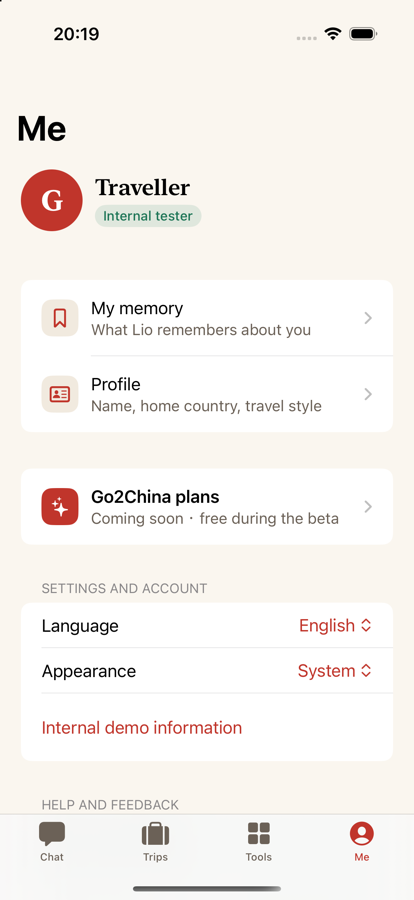 20:19
Me
G
Traveller
Internal tester
My memory
What Lio remembers about you
Profile
Name, home country, travel style
Go2China plans
Coming soon · free during the beta
SETTINGS AND ACCOUNT
Language
English
Appearance
System
Internal demo information
HELP AND FEEDBACK
Chat
Trips
Tools
Me